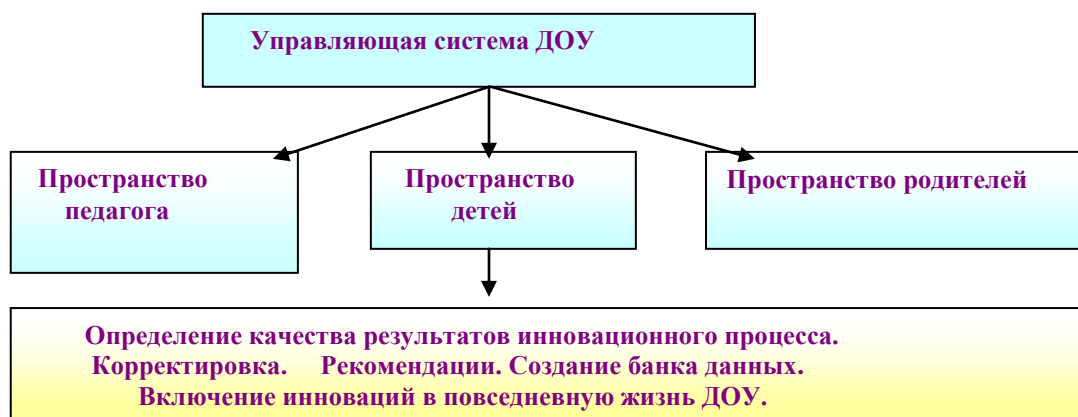 Управляющая система ДОУ
Пространство
педагога
Пространство
детей
Пространство родителей
Определение качества результатов инновационного процесса.
Корректировка. Рекомендации. Создание банка данных.
Включение инноваций в повседневную жизнь ДОУ.